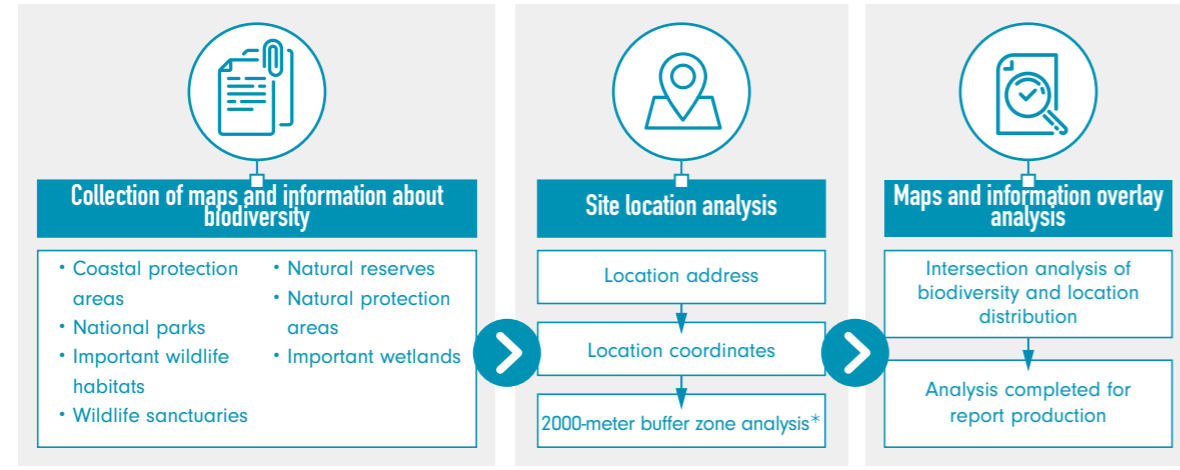 Collection of maps and information about
biodiversity
• Coastal protection
areas
• National parks
• Important wildlife
habitats
• Wildlife sanctuaries
• Natural reserves
• Natural protection
areas
• Important wetlands
Site location analysis
Location address
Location coordinates
2000-meter buffer zone analysis*
Maps and information overlay
analysis
Intersection analysis of
biodiversity and location
distribution
Analysis completed for
report production